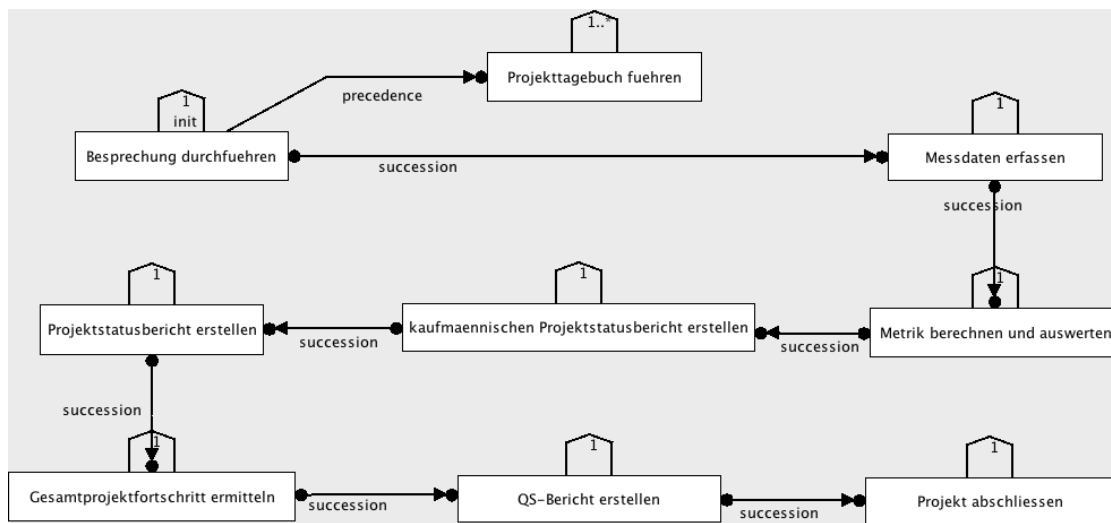 1..*
Projekttagebuch fuehren
precedence
1
init
Besprechung durchfuehren
succession
1
Messdaten erfassen
succession
1
Projektstatusbericht erstellen
succession
1
kaufmaennischen Projektstatusbericht erstellen
succession
1
Metrik berechnen und auswerten
succession
1
Gesamtprojektfortschritt ermitteln
succession
1
QS-Bericht erstellen
succession
1
Projekt abschliessen